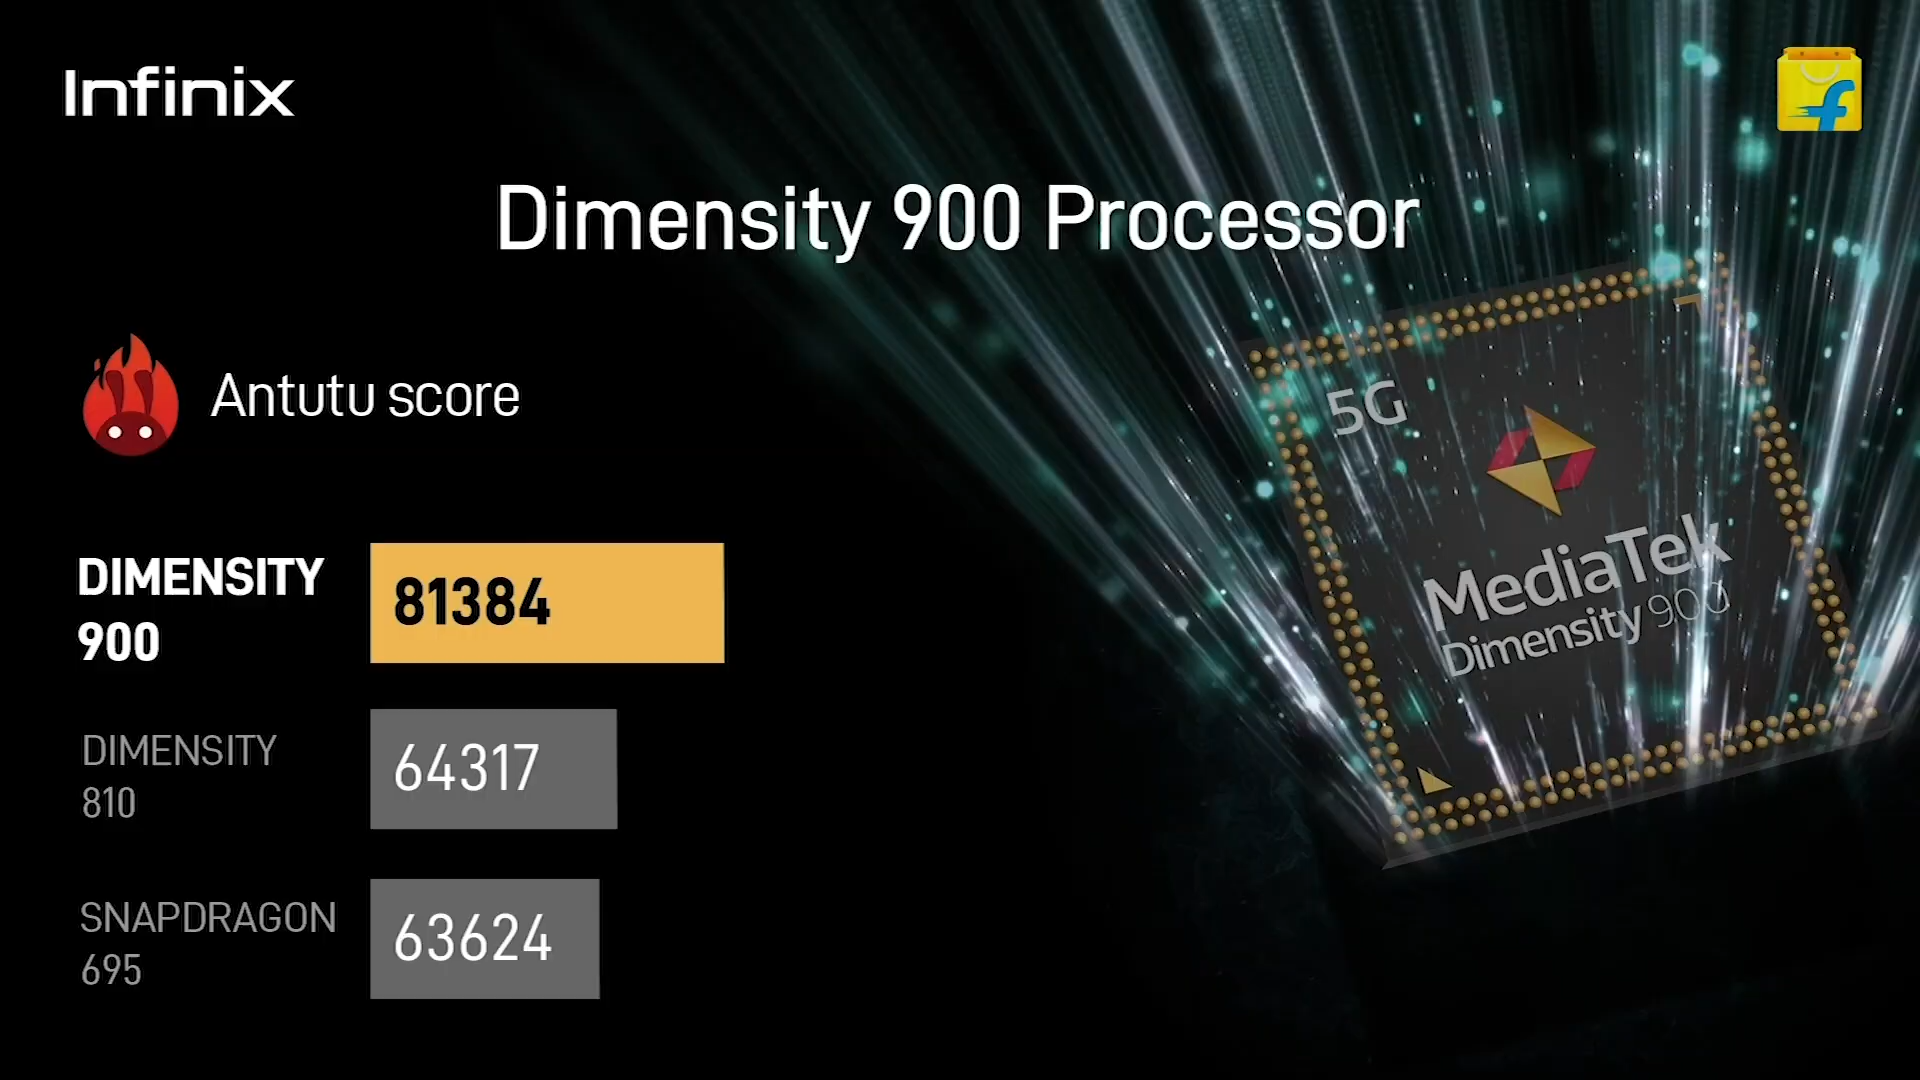 Infinix
Dimensity 900 Processor
Antutu score
DIMENSITY
900
81384
DIMENSITY
810
64317
SNAPDRAGON
695
63624
5G
MediaTek
Dimensity 900
f